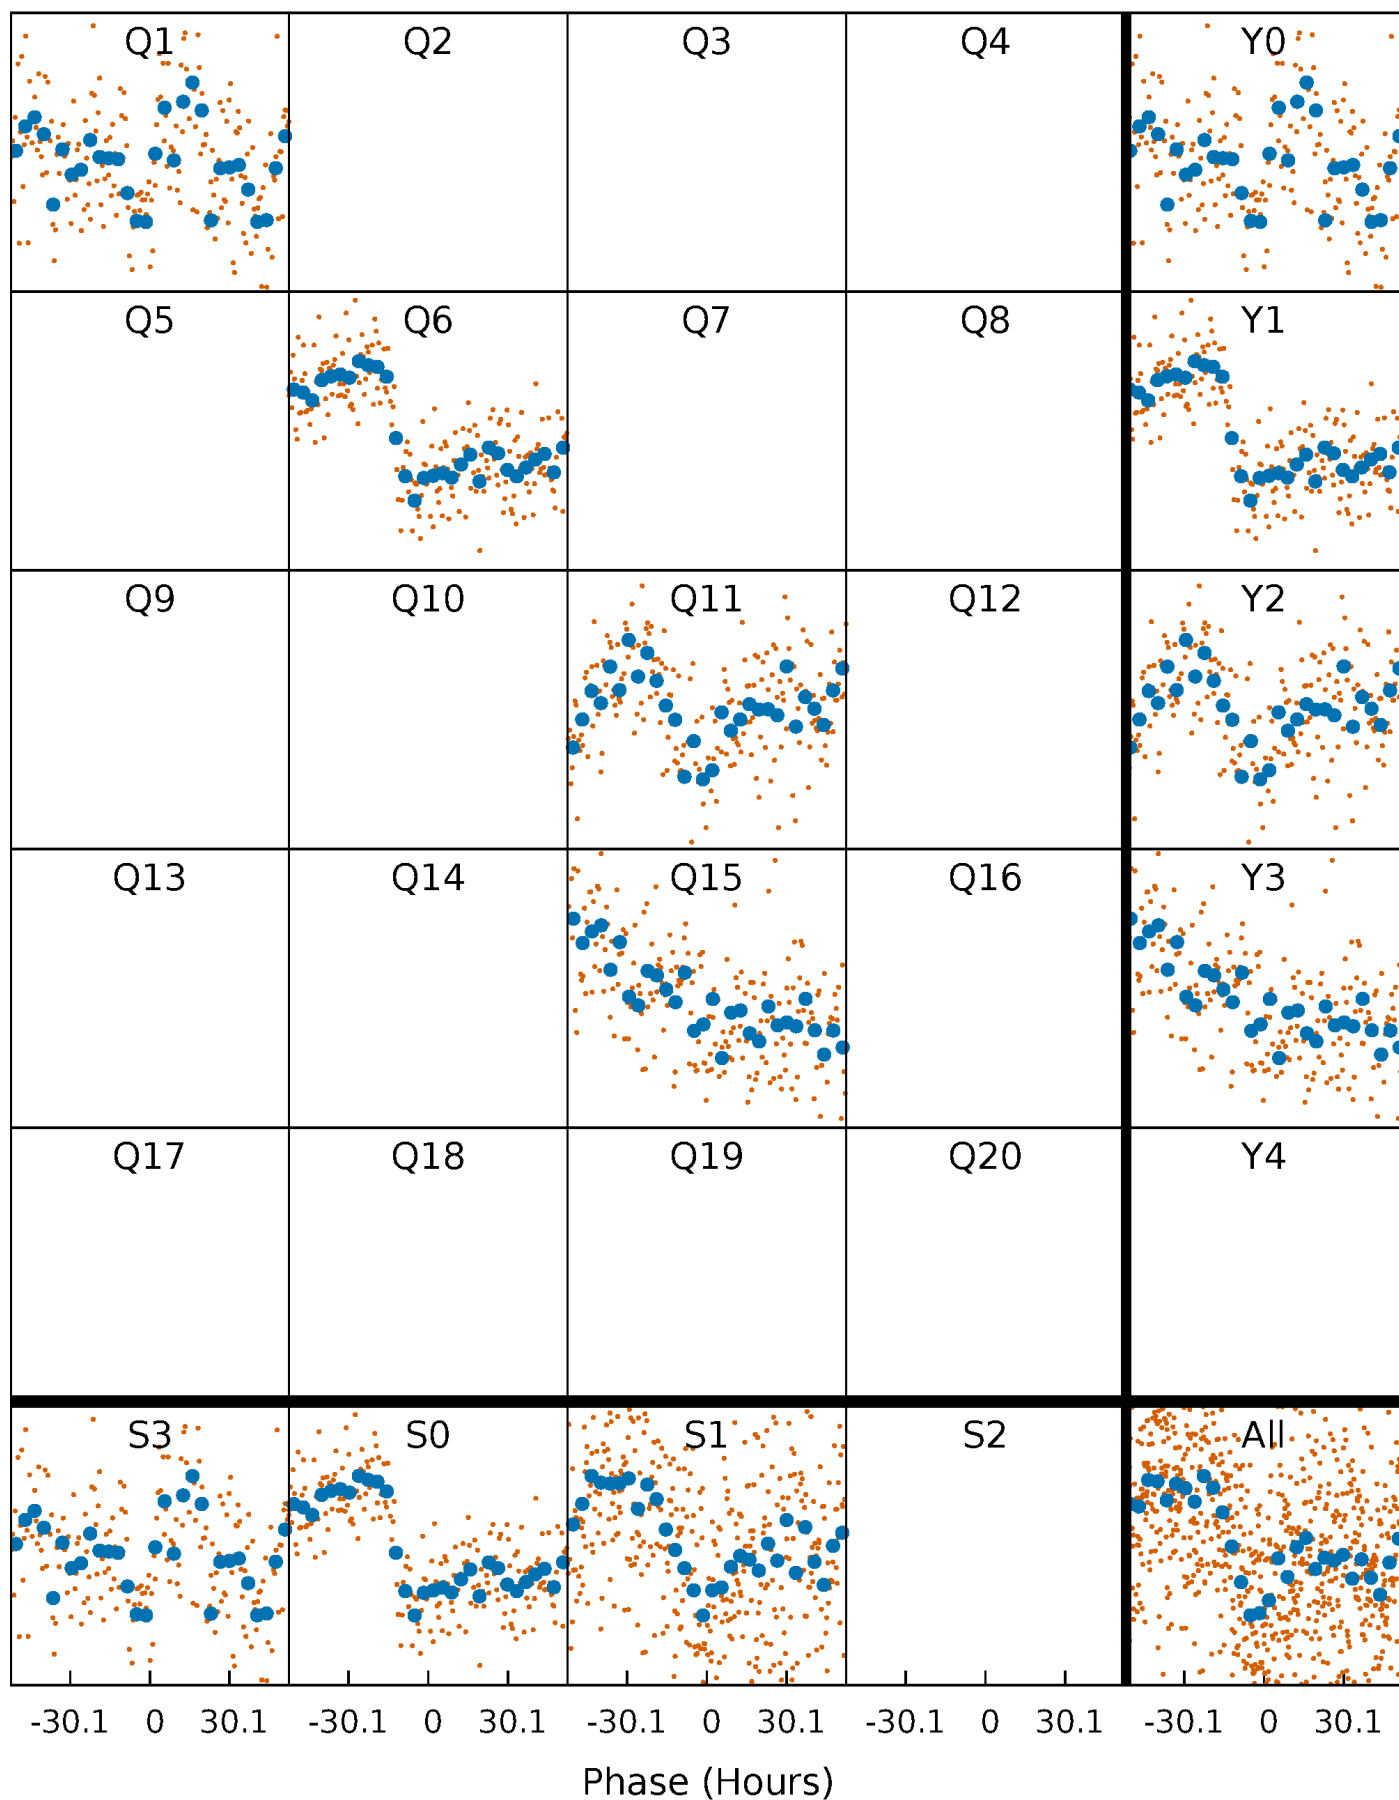 Q1 Q2 Q3 Q4 Y0
Q5 Q6 Q7 Q8 Y1
Q9 Q10 Q11 Q12 Y2
Q13 Q14 Q15 Q16 Y3
Q17 Q18 Q19 Q20 Y4
S3 S0 S1 S2 All
-30.1 0 30.1 -30.1 0 30.1 -30.1 0 30.1 -30.1 0 30.1 -30.1 0 30.1
Phase (Hours)